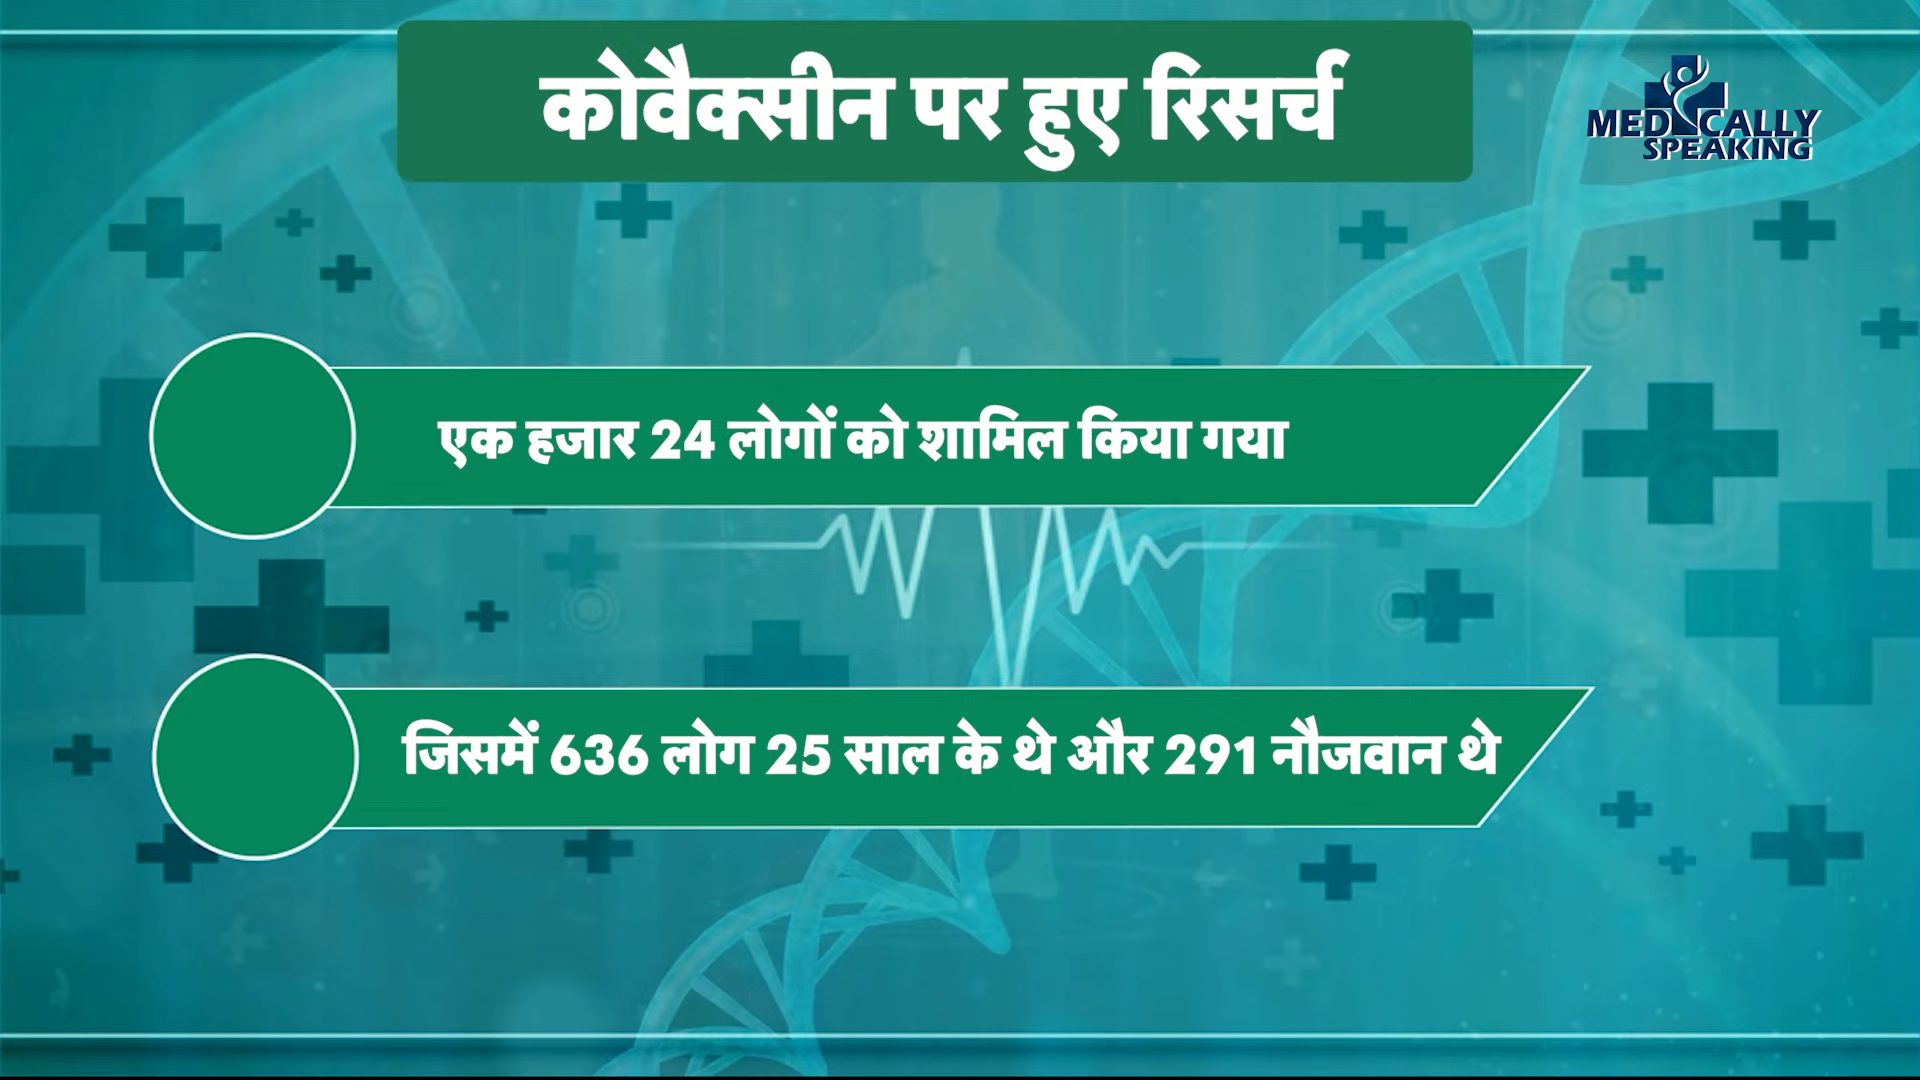 कोवैक्सीन पर हुए रिसर्च
MEDICALLY
SPEAKING
एक हजार 24 लोगों को शामिल किया गया
जिसमें 636 लोग 25 साल के थे और 291 नौजवान थे